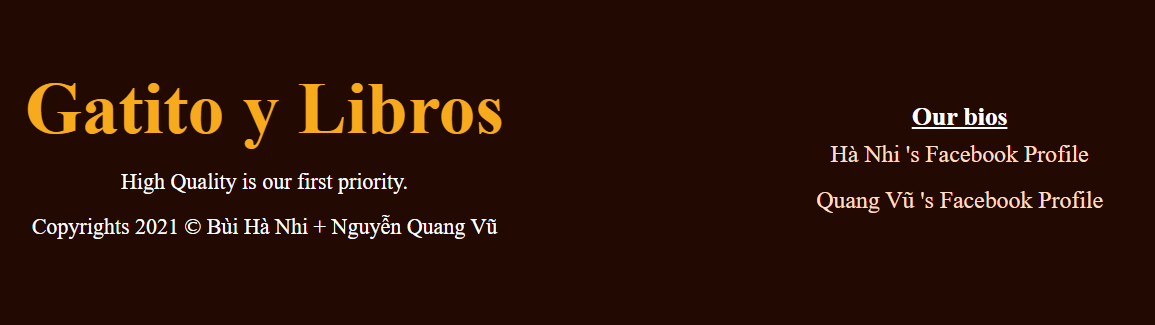 Gatito y Libros
High Quality is our first priority.
Copyrights 2021 © Bùi Hà Nhi + Nguyễn Quang Vũ
Our bios
Hà Nhi 's Facebook Profile
Quang Vũ 's Facebook Profile